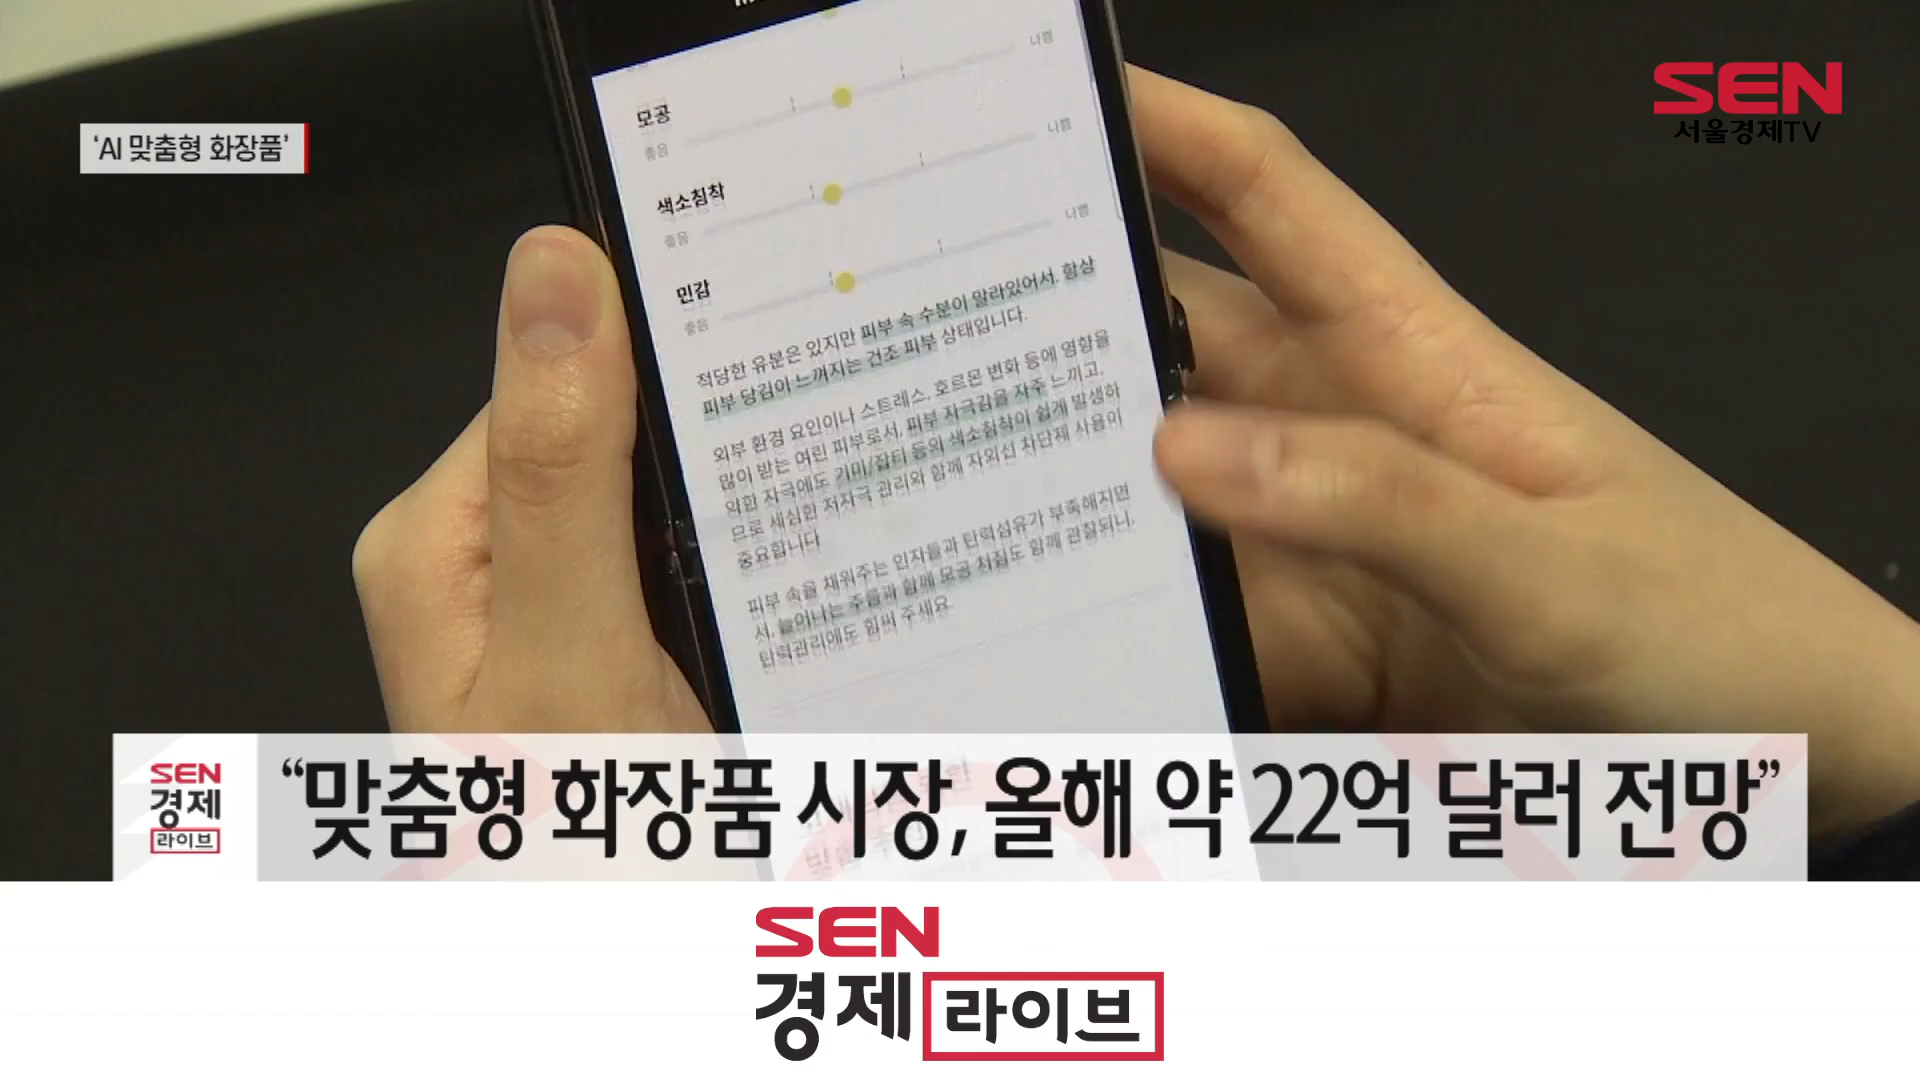 SEN
서울경제TV
‘AI 맞춤형 화장품’
나쁨
모공
좋음
나쁨
색소침착
좋음
나쁨
민감
좋음
적당한 유분은 있지만 피부 속 수분이 말라있어서, 항상
피부 당김이 느껴지는 건조 피부 상태입니다.
외부 환경 요인이나 스트레스, 호르몬 변화 등에 영향을
많이 받는 여린 피부로서, 피부 자극감을 자주 느끼고,
약한 자극에도 기미/잡티 등의 색소침착이 쉽게 발생하
므로 세심한 저자극 관리와 함께 자외선 차단제 사용이
중요합니다
피부 속을 채워주는 인자들과 탄력섬유가 부족해지면
서, 늘어나는 주름과 함께 모공 처짐도 함께 관찰되니,
탄력관리에도 힘써 주세요.
SEN
경제
라이브
“맞춤형 화장품 시장, 올해 약 22억 달러 전망”
SEN
경제 라이브